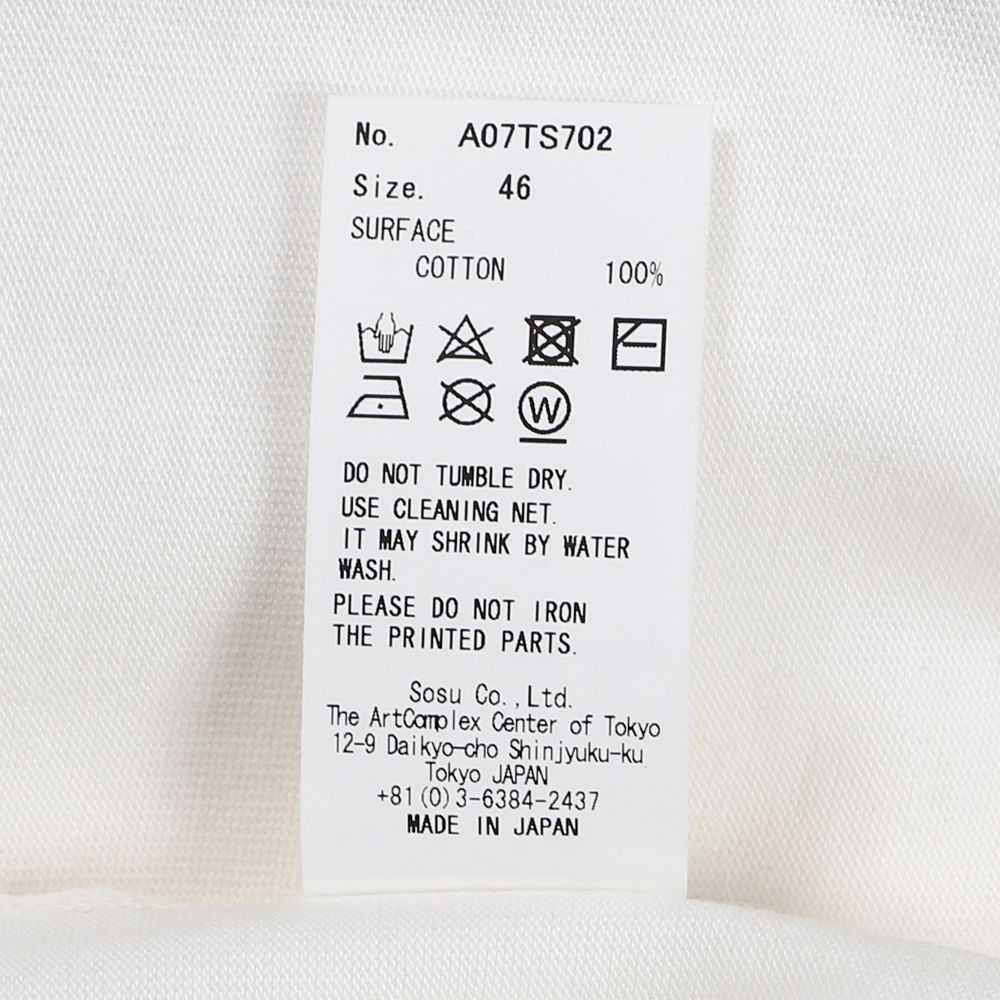 No. A07TS702
Size. 46
SURFACE
COTTON 100%
W
DO NOT TUMBLE DRY.
USE CLEANING NET.
IT MAY SHRINK BY WATER
WASH.
PLEASE DO NOT IRON
THE PRINTED PARTS.
Sosu Co.,Ltd.
The ArtComplex Center of Tokyo
12-9 Daikyo-cho Shinjyuku-ku
Tokyo JAPAN
+81(0)3-6384-2437
MADE IN JAPAN